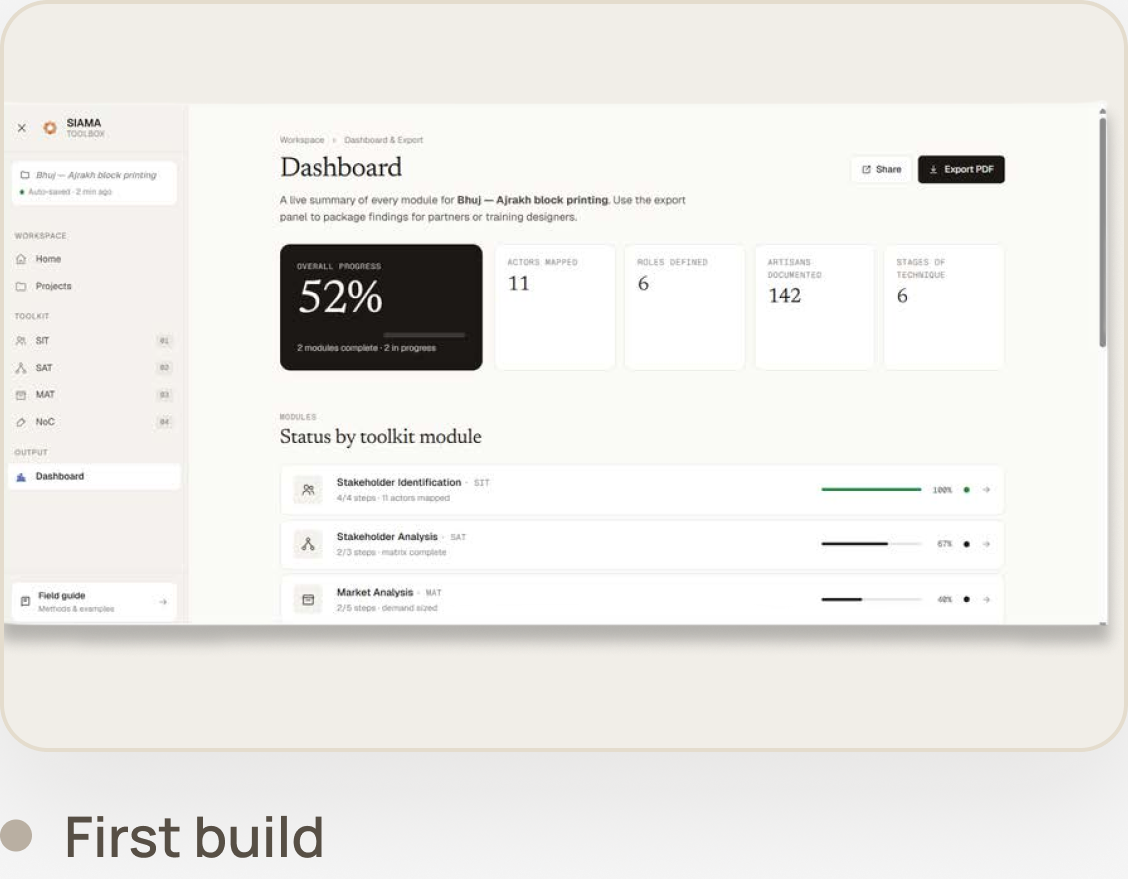 SIAMA
TOOLBOX
Bhuj — Ajrakh block printing
Auto-saved · 2 min ago
WORKSPACE
Home
Projects
TOOLKIT
SIT 01
SAT 02
MAT 03
NoC 04
OUTPUT
Dashboard
Field guide
Methods & examples
Workspace > Dashboard & Export
Dashboard
Share
Export PDF
A live summary of every module for Bhuj — Ajrakh block printing. Use the export
panel to package findings for partners or training designers.
OVERALL PROGRESS
52%
2 modules complete · 2 in progress
ACTORS MAPPED
11
ROLES DEFINED
6
ARTISANS
DOCUMENTED
142
STAGES OF
TECHNIQUE
6
MODULES
Status by toolkit module
Stakeholder Identification · SIT
4/4 steps · 11 actors mapped
100%
Stakeholder Analysis · SAT
2/3 steps · matrix complete
67%
Market Analysis · MAT
2/5 steps · demand sized
40%
First build